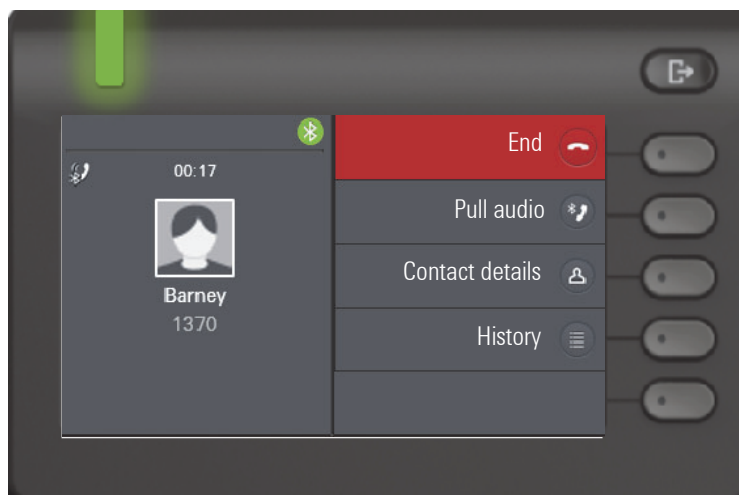 00:17
Barney
1370
End
Pull audio
Contact details
History